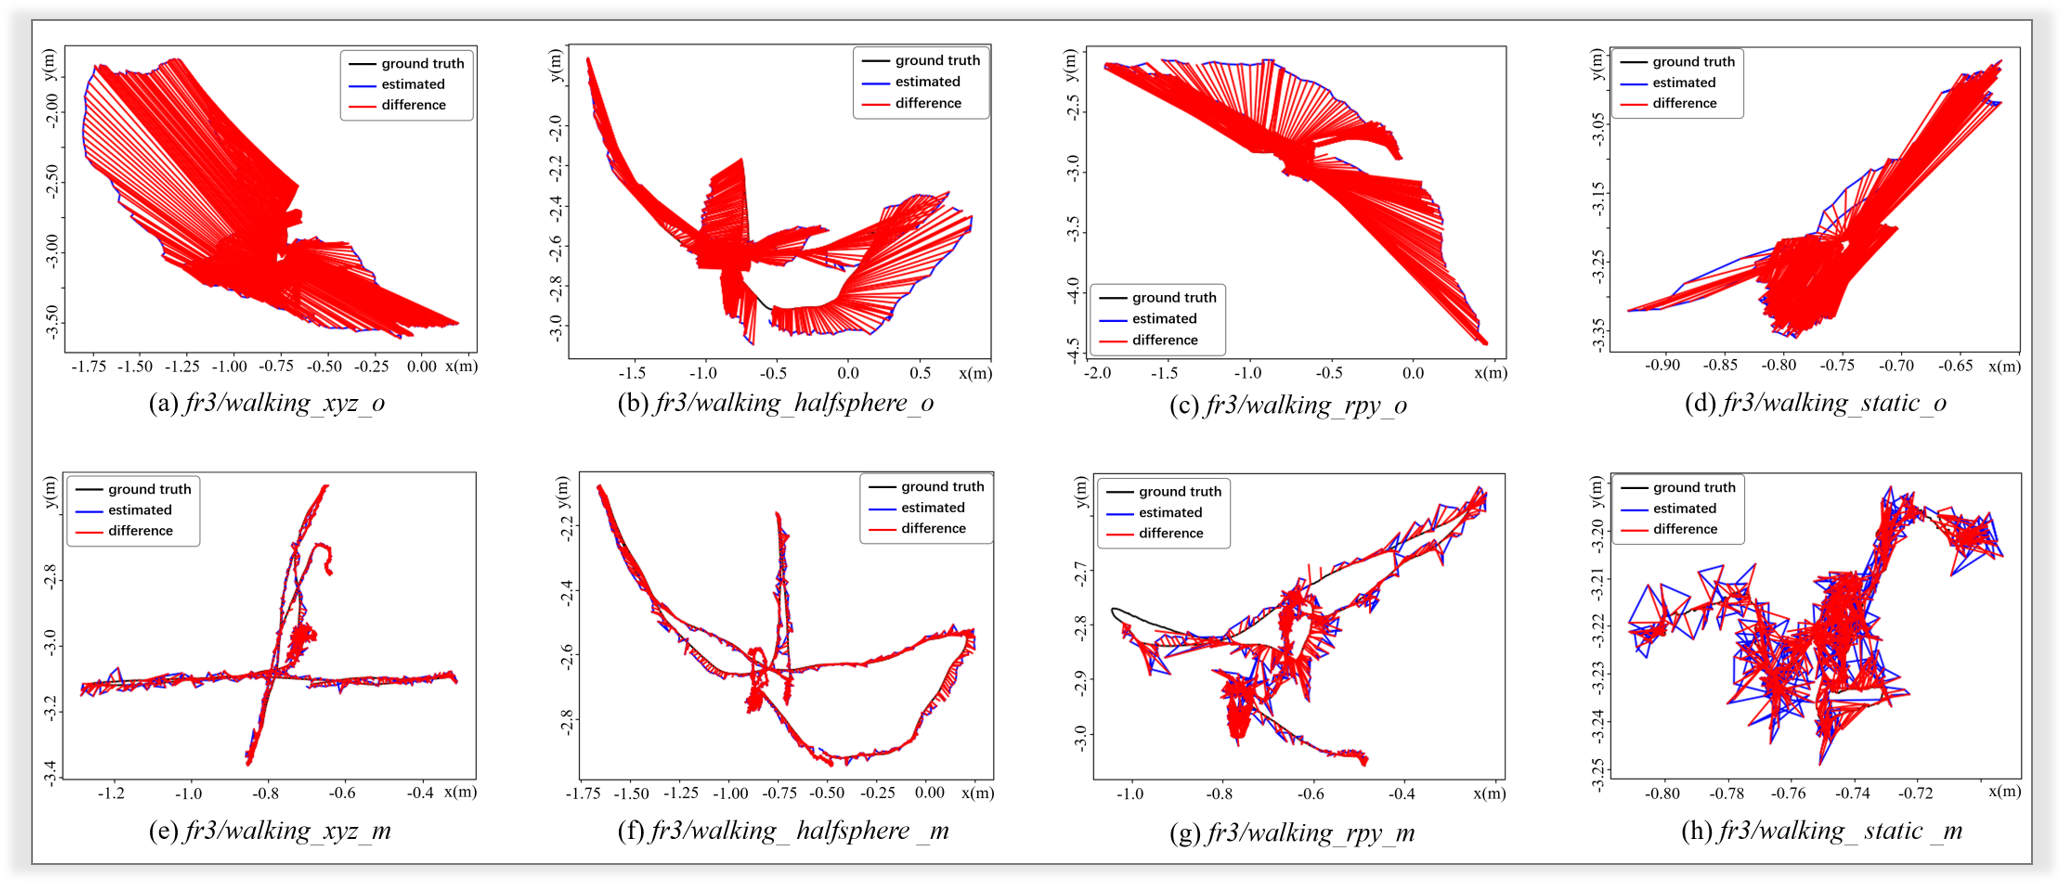 y(m)
ground truth
estimated
difference
-2.00
-2.50
-3.00
-3.50
-1.75 -1.50 -1.25 -1.00 -0.75 -0.50 -0.25 0.00 x(m)
(a) fr3/walking_xyz_o
y(m)
ground truth
estimated
difference
-2.0
-2.2
-2.4
-2.6
-2.8
-3.0
-1.5 -1.0 -0.5 0.0 0.5 x(m)
(b) fr3/walking_halfsphere_o
y(m)
-2.5
-3.0
-3.5
-4.0
-4.5
ground truth
estimated
difference
-2.0 -1.5 -1.0 -0.5 0.0 x(m)
(c) fr3/walking_rpy_o
y(m)
ground truth
estimated
difference
-3.05
-3.15
-3.25
-3.35
-0.90 -0.85 -0.75 -0.70 -0.65 x(m)
(d) fr3/walking_static_o
y(m)
ground truth
estimated
difference
-2.8
-3.0
-3.2
-3.4
-1.2 -1.0 -0.8 -0.6 -0.4 x(m)
(e) fr3/walking_xyz_m
y(m)
ground truth
estimated
difference
-2.2
-2.4
-2.6
-2.8
-1.75 -1.50 -1.25 -1.00 -0.75 -0.50 -0.25 0.00 x(m)
(f) fr3/walking_ halfsphere _m
y(m)
ground truth
estimated
difference
-2.7
-2.8
-2.9
-3.0
-1.0 -0.8 -0.6 -0.4 x(m)
(g) fr3/walking_rpy_m
y(m)
ground truth
estimated
difference
-3.20
-3.21
-3.22
-3.23
-3.24
-3.25
-0.80 -0.78 -0.76 -0.74 -0.72 x(m)
(h) fr3/walking_ static _m